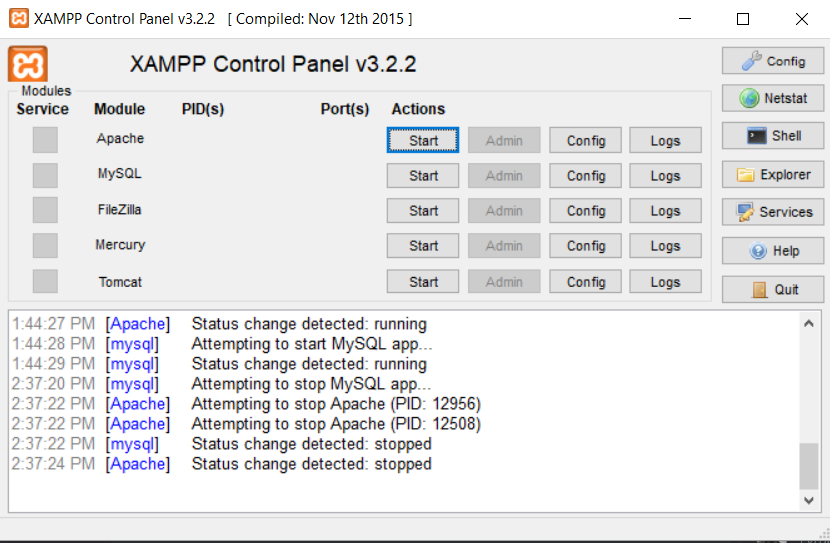 XAMPP Control Panel v3.2.2 [ Compiled: Nov 12th 2015 ]
XAMPP Control Panel v3.2.2
Config
Modules
Service Module PID(s) Port(s) Actions
Netstat
Apache Start Admin Config Logs
Shell
MySQL Start Admin Config Logs
Explorer
FileZilla Start Admin Config Logs
Services
Mercury Start Admin Config Logs
Help
Tomcat Start Admin Config Logs
Quit
1:44:27 PM [Apache] Status change detected: running
1:44:28 PM [mysql] Attempting to start MySQL app...
1:44:29 PM [mysql] Status change detected: running
2:37:20 PM [mysql] Attempting to stop MySQL app...
2:37:22 PM [Apache] Attempting to stop Apache (PID: 12956)
2:37:22 PM [Apache] Attempting to stop Apache (PID: 12508)
2:37:22 PM [mysql] Status change detected: stopped
2:37:24 PM [Apache] Status change detected: stopped